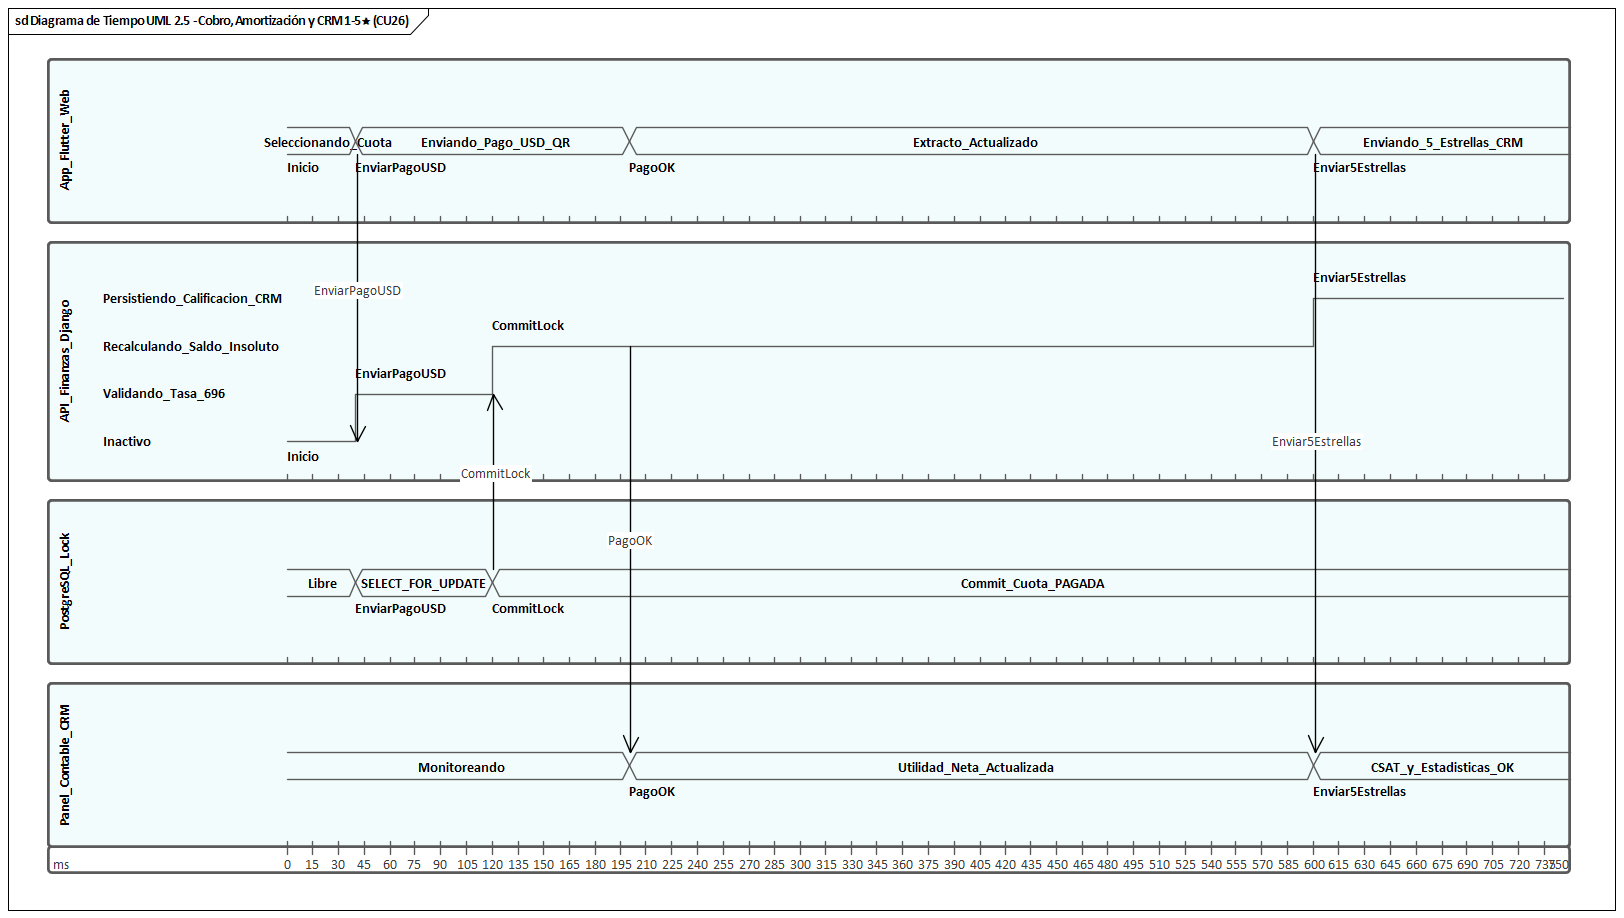 sd Diagrama de Tiempo UML 2.5 - Cobro, Amortización y CRM 1-5★ (CU26)
App_Flutter_Web
Seleccionando_Cuota
Enviando_Pago_USD_QR
Extracto_Actualizado
Enviando_5_Estrellas_CRM
Inicio
EnviarPagoUSD
PagoOK
Enviar5Estrellas
API_Finanzas_Django
EnviarPagoUSD
Enviar5Estrellas
Persistiendo_Calificacion_CRM
CommitLock
Recalculando_Saldo_Insoluto
EnviarPagoUSD
Validando_Tasa_696
Inactivo
Enviar5Estrellas
Inicio
CommitLock
PostgreSQL_Lock
PagoOK
Libre
SELECT_FOR_UPDATE
Commit_Cuota_PAGADA
EnviarPagoUSD
CommitLock
Panel_Contable_CRM
Monitoreando
Utilidad_Neta_Actualizada
CSAT_y_Estadisticas_OK
PagoOK
Enviar5Estrellas
ms 0 15 30 45 60 75 90 105 120 135 150 165 180 195 210 225 240 255 270 285 300 315 330 345 360 375 390 405 420 435 450 465 480 495 510 525 540 555 570 585 600 615 630 645 660 675 690 705 720 735 750